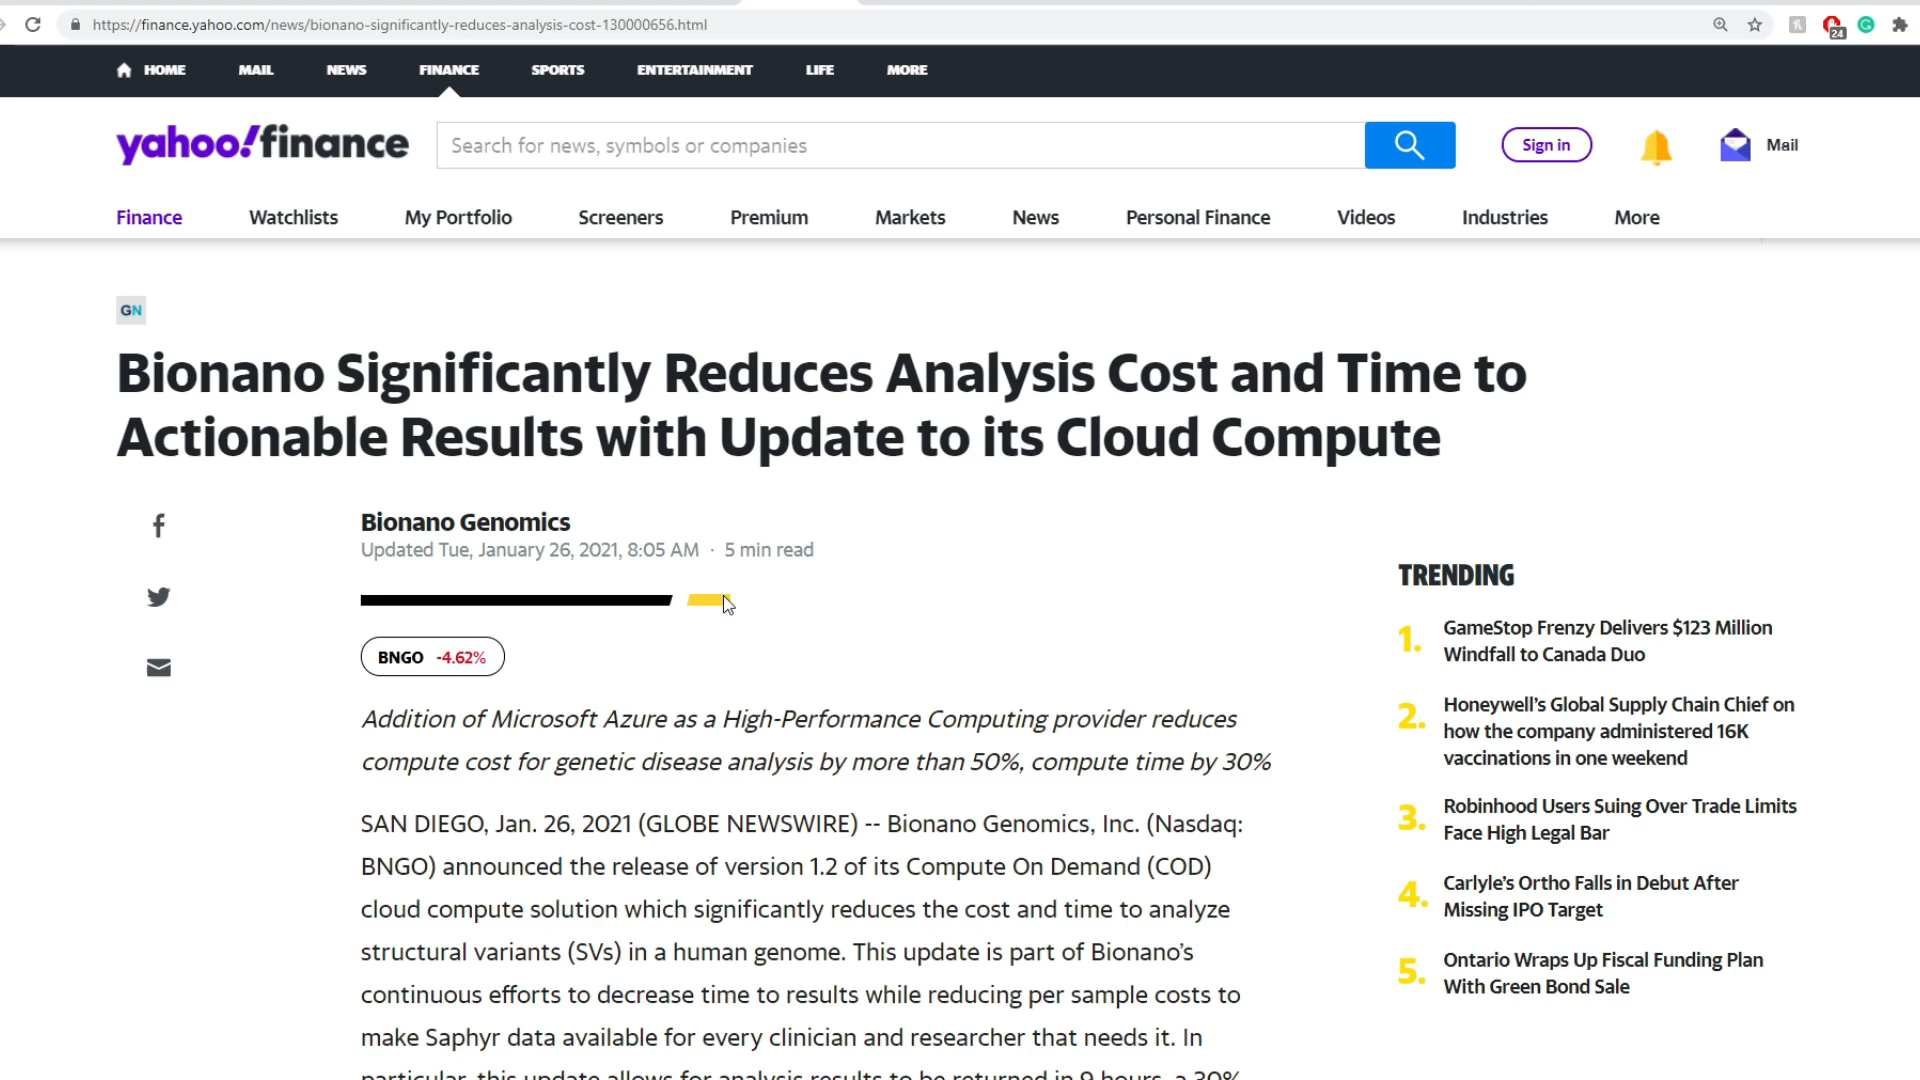 https://finance.yahoo.com/news/bionano-significantly-reduces-analysis-cost-130000656.html
24
HOME MAIL NEWS FINANCE SPORTS ENTERTAINMENT LIFE MORE
yahoo!finance
Search for news, symbols or companies
Sign in
Mail
Finance Watchlists My Portfolio Screeners Premium Markets News Personal Finance Videos Industries More
GN
Bionano Significantly Reduces Analysis Cost and Time to
Actionable Results with Update to its Cloud Compute
Bionano Genomics
Updated Tue, January 26, 2021, 8:05 AM · 5 min read
BNGO -4.62%
Addition of Microsoft Azure as a High-Performance Computing provider reduces
compute cost for genetic disease analysis by more than 50%, compute time by 30%
SAN DIEGO, Jan. 26, 2021 (GLOBE NEWSWIRE) -- Bionano Genomics, Inc. (Nasdaq:
BNGO) announced the release of version 1.2 of its Compute On Demand (COD)
cloud compute solution which significantly reduces the cost and time to analyze
structural variants (SVs) in a human genome. This update is part of Bionano's
continuous efforts to decrease time to results while reducing per sample costs to
make Saphyr data available for every clinician and researcher that needs it. In
particular, this update allows for analysis results to be returned in 9 hours, a 30%
TRENDING
1. GameStop Frenzy Delivers $123 Million
Windfall to Canada Duo
2. Honeywell's Global Supply Chain Chief on
how the company administered 16K
vaccinations in one weekend
3. Robinhood Users Suing Over Trade Limits
Face High Legal Bar
4. Carlyle's Ortho Falls in Debut After
Missing IPO Target
5. Ontario Wraps Up Fiscal Funding Plan
With Green Bond Sale